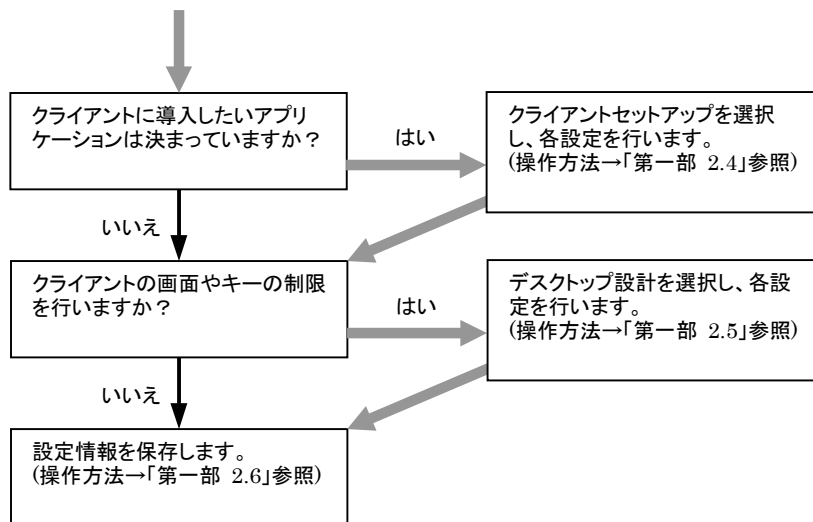 クライアントに導入したいアプリ
ケーションは決まっていますか？
はい
クライアントセットアップを選択
し、各設定を行います。
(操作方法→「第一部 2.4」参照)
いいえ
クライアントの画面やキーの制限
を行いますか？
はい
デスクトップ設計を選択し、各設
定を行います。
(操作方法→「第一部 2.5」参照)
いいえ
設定情報を保存します。
(操作方法→「第一部 2.6」参照)